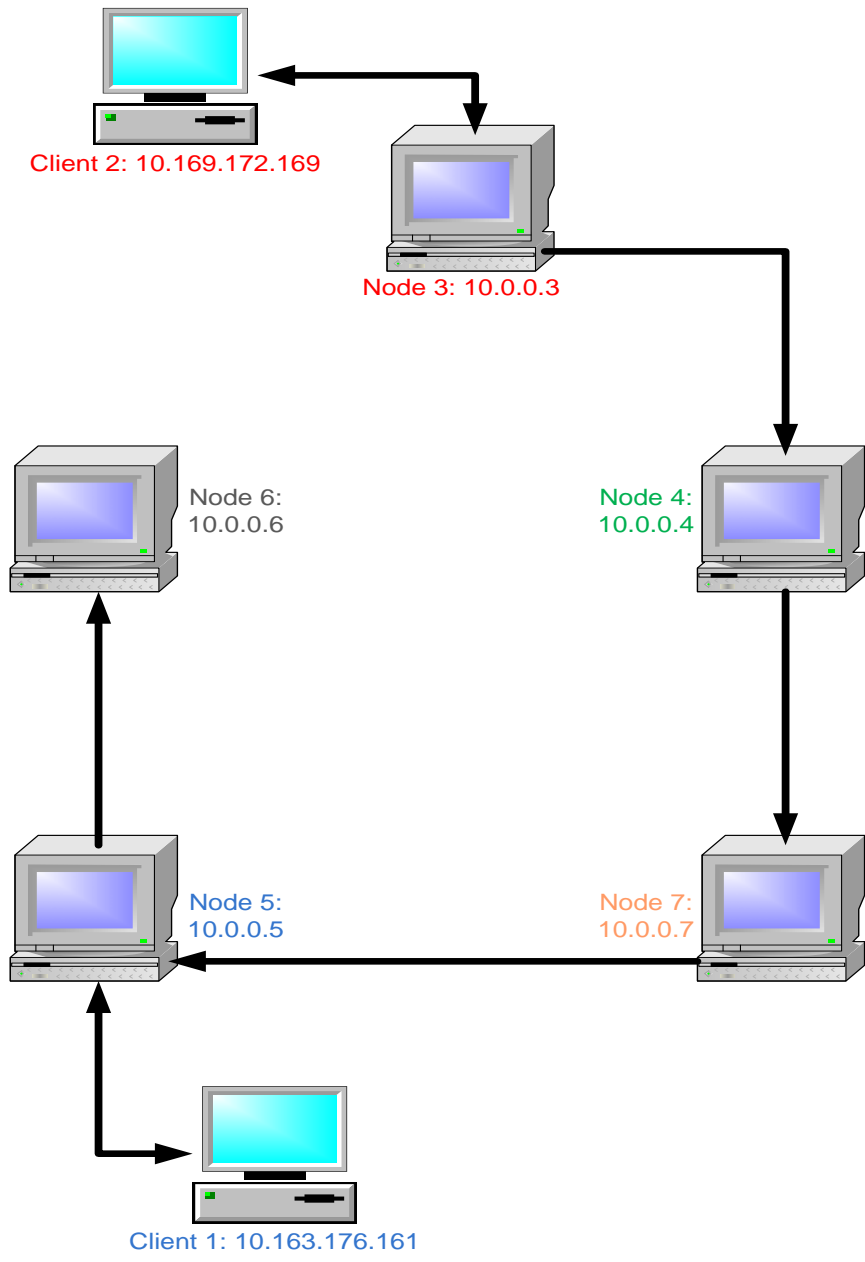 Client 2: 10.169.172.169
Node 3: 10.0.0.3
Node 6:
10.0.0.6
Node 4:
10.0.0.4
Node 5:
10.0.0.5
Node 7:
10.0.0.7
Client 1: 10.163.176.161